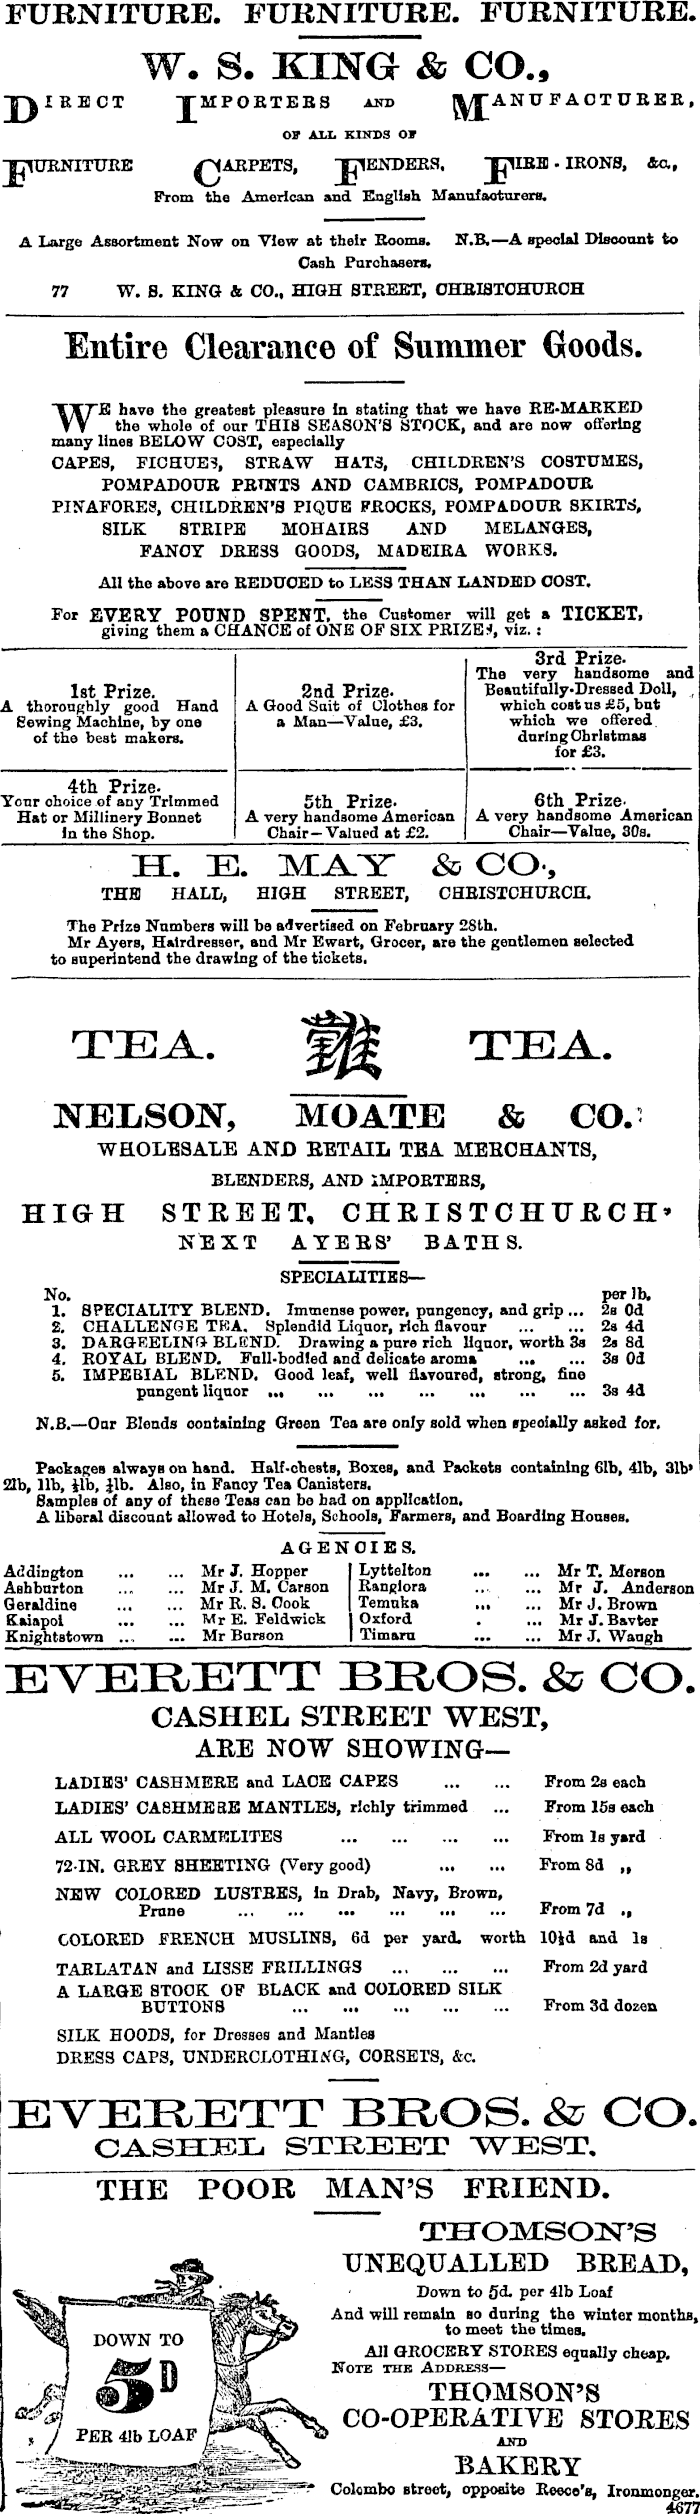 FURNITURE. FURNITURE. FURNITURE.
W. S. KING & CO.,
DIRECT IMPORTERS AND MANUFACTURER,
OF ALL KINDS OF
FURNITURE CARPETS, FENDERS, FIRE-IRONS, &c.,
From the American and English Manufacturers.
A Large Assortment Now on View at their Rooms. N.B.—A special Discount to
Cash Purchasers.
77 W. S. KING & CO., HIGH STREET, CHRISTCHURCH
Entire Clearance of Summer Goods.
WE have the greatest pleasure in stating that we have RE-MARKED
the whole of our THIS SEASON'S STOCK, and are now offering
many lines BELOW COST, especially
CAPES, FICHUES, STRAW HATS, CHILDREN'S COSTUMES,
POMPADOUR PRINTS AND CAMBRICS, POMPADOUR
PINAFORES, CHILDREN'S PIQUE FROCKS, POMPADOUR SKIRTS,
SILK STRIPE MOHAIRS AND MELANGES,
FANCY DRESS GOODS, MADEIRA WORKS.
All the above are REDUCED to LESS THAN LANDED COST.
For EVERY POUND SPENT, the Customer will get a TICKET,
giving them a CHANCE of ONE OF SIX PRIZES, viz. :
1st Prize.
A thoroughly good Hand
Sewing Machine, by one
of the best makers.
2nd Prize.
A Good Suit of Clothes for
a Man—Value, £3.
3rd Prize.
The very handsome and
Beautifully-Dressed Doll,
which cost us £5, but
which we offered
during Christmas
for £3.
4th Prize.
Your choice of any Trimmed
Hat or Millinery Bonnet
in the Shop.
5th Prize.
A very handsome American
Chair—Valued at £2.
6th Prize.
A very handsome American
Chair—Value, 30s.
H. E. MAY & CO.,
THE HALL, HIGH STREET, CHRISTCHURCH.
The Prize Numbers will be advertised on February 28th.
Mr Ayers, Hairdresser, and Mr Ewart, Grocer, are the gentlemen selected
to superintend the drawing of the tickets.
TEA. TEA.
NELSON, MOATE & CO.,
WHOLESALE AND RETAIL TEA MERCHANTS,
BLENDERS, AND IMPORTERS,
HIGH STREET, CHRISTCHURCH,
NEXT AYERS' BATHS.
SPECIALITIES—
No. per lb.
1. SPECIALITY BLEND. Immense power, pungency, and grip ... 2s 0d
2. CHALLENGE TEA. Splendid Liquor, rich flavour ... ... 2s 4d
3. DARGEELING BLEND. Drawing a pure rich liquor, worth 3s 2s 8d
4. ROYAL BLEND. Full-bodied and delicate aroma ... ... 3s 0d
5. IMPERIAL BLEND. Good leaf, well flavoured, strong, fine
pungent liquor ... ... ... ... ... ... ... 3s 4d
N.B.—Our Blends containing Green Tea are only sold when specially asked for.
Packages always on hand. Half-chests, Boxes, and Packets containing 6lb, 4lb, 3lb,
2lb, 1lb, ½lb, ¼lb. Also, in Fancy Tea Canisters.
Samples of any of these Teas can be had on application.
A liberal discount allowed to Hotels, Schools, Farmers, and Boarding Houses.
AGENCIES.
Addington ... ... Mr J. Hopper
Ashburton ... ... Mr J. M. Carson
Geraldine ... ... Mr R. S. Cook
Kaiapoi ... ... Mr E. Feldwick
Knightstown ... ... Mr Burson
Lyttelton ... ... Mr T. Merson
Rangiora ... ... Mr J. Anderson
Temuka ... ... Mr J. Brown
Oxford . ... Mr J. Baxter
Timaru ... ... Mr J. Waugh
EVERETT BROS. & CO.
CASHEL STREET WEST,
ARE NOW SHOWING—
LADIES' CASHMERE and LACE CAPES ... ... From 2s each
LADIES' CASHMERE MANTLES, richly trimmed ... From 15s each
ALL WOOL CARMELITES ... ... ... ... From 1s yard
72-IN. GREY SHEETING (Very good) ... ... From 8d ,,
NEW COLORED LUSTRES, in Drab, Navy, Brown,
Prune ... ... ... ... ... ... From 7d ,,
COLORED FRENCH MUSLINS, 6d per yard. worth 10½d and 1s
TARLATAN and LISSE FRILLINGS ... ... ... From 2d yard
A LARGE STOCK OF BLACK and COLORED SILK
BUTTONS ... ... ... ... ... From 3d dozen
SILK HOODS, for Dresses and Mantles
DRESS CAPS, UNDERCLOTHING, CORSETS, &c.
EVERETT BROS. & CO.
CASHEL STREET WEST.
THE POOR MAN'S FRIEND.
DOWN TO
5D
PER 4lb LOAF
THOMSON'S
UNEQUALLED BREAD,
Down to 5d. per 4lb Loaf
And will remain so during the winter months,
to meet the times.
All GROCERY STORES equally cheap.
NOTE THE ADDRESS—
THOMSON'S
CO-OPERATIVE STORES
AND
BAKERY
Colombo street, opposite Reece's, Ironmonger.
4677